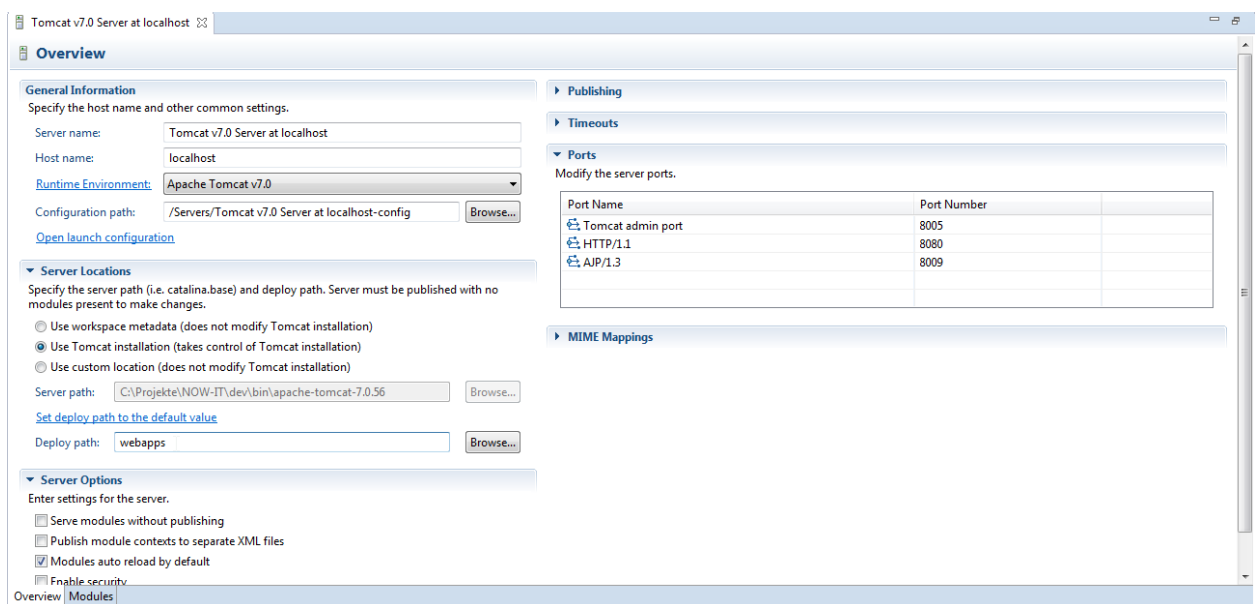 Tomcat v7.0 Server at localhost
Overview
General Information
Specify the host name and other common settings.
Server name: Tomcat v7.0 Server at localhost
Host name: localhost
Runtime Environment: Apache Tomcat v7.0
Configuration path: /Servers/Tomcat v7.0 Server at localhost-config Browse...
Open launch configuration
Server Locations
Specify the server path (i.e. catalina.base) and deploy path. Server must be published with no
modules present to make changes.
Use workspace metadata (does not modify Tomcat installation)
Use Tomcat installation (takes control of Tomcat installation)
Use custom location (does not modify Tomcat installation)
Server path: C:\Projekte\NOW-IT\dev\bin\apache-tomcat-7.0.56 Browse...
Set deploy path to the default value
Deploy path: webapps Browse...
Server Options
Enter settings for the server.
Serve modules without publishing
Publish module contexts to separate XML files
Modules auto reload by default
Enable security
Publishing
Timeouts
Ports
Modify the server ports.
Port Name Port Number
Tomcat admin port 8005
HTTP/1.1 8080
AJP/1.3 8009
MIME Mappings
Overview Modules